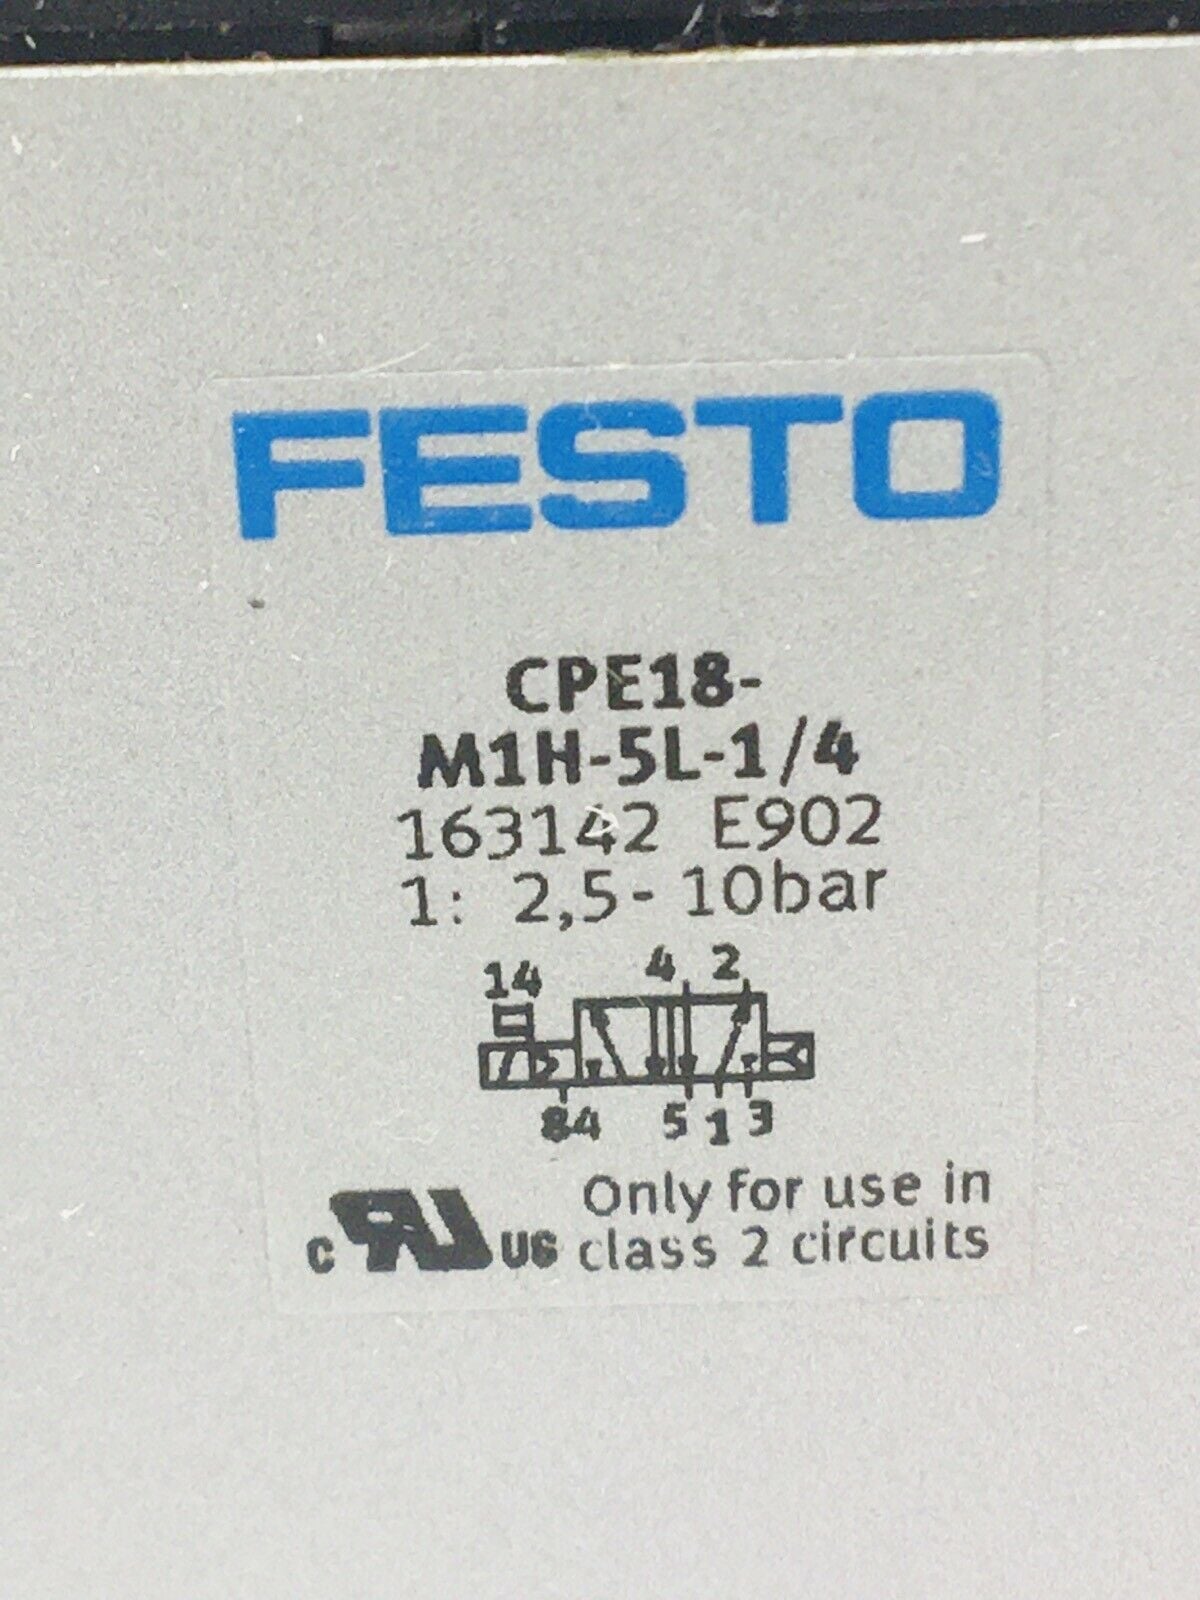 FESTO
CPE18-
M1H-5L-1/4
163142 E902
1: 2,5- 10bar
14 4 2
84 5 1 3
c RU US Only for use in
class 2 circuits